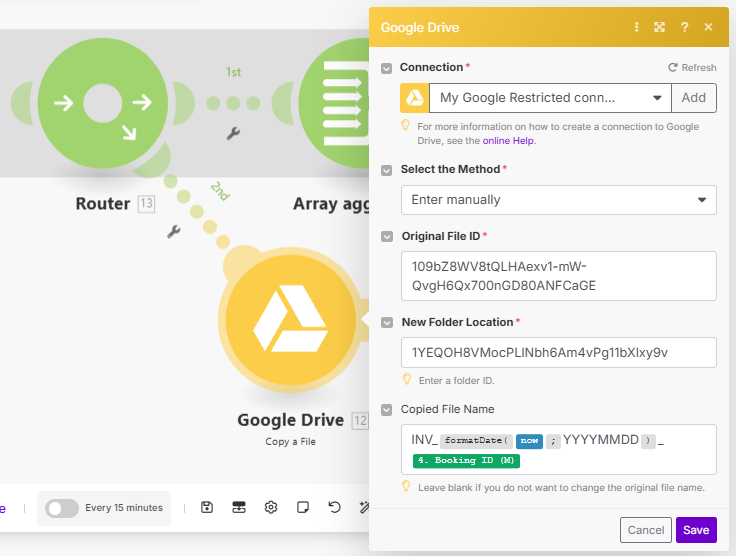 1st
2nd
Router 13
Array agg
Google Drive 12
Copy a File
Every 15 minutes
Google Drive
?
Connection*
Refresh
My Google Restricted conn...
Add
For more information on how to create a connection to Google
Drive, see the online Help.
Select the Method*
Enter manually
Original File ID*
109bZ8WV8tQLHAexv1-mW-
QvgH6Qx700nGD80ANFCaGE
New Folder Location*
1YEQOH8VMocPLlNbh6Am4vPg11bXlxy9v
Enter a folder ID.
Copied File Name
INV_ formatDate( now ; YYYYMMDD ) _
4. Booking ID (M)
Leave blank if you do not want to change the original file name.
Cancel
Save